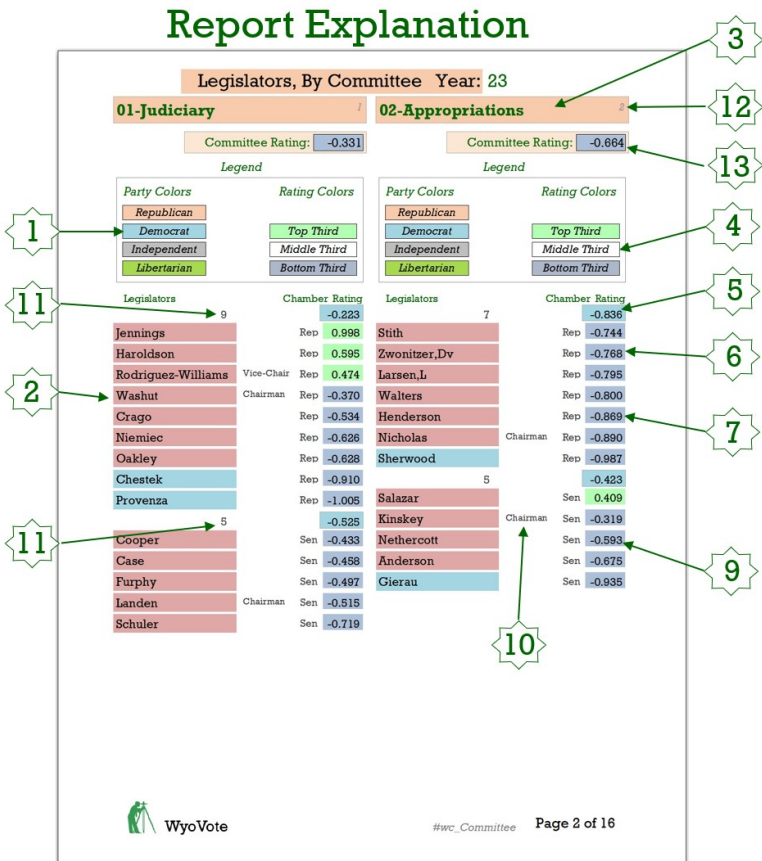 Report Explanation
3
Legislators, By Committee Year: 23
01-Judiciary 1 02-Appropriations 2
12
Committee Rating: -0.331 Committee Rating: -0.664
13
Legend Legend
Party Colors Rating Colors Party Colors Rating Colors
Republican Republican
1 Democrat Top Third Democrat Top Third 4
Independent Middle Third Independent Middle Third
Libertarian Bottom Third Libertarian Bottom Third
5
Legislators Chamber Rating Legislators Chamber Rating
11 9 -0.223 7 -0.836
Jennings Rep 0.998 Stith Rep -0.744
Haroldson Rep 0.595 Zwonitzer,Dv Rep -0.768 6
Rodriguez-Williams Vice-Chair Rep 0.474 Larsen,L Rep -0.795
2 Washut Chairman Rep -0.370 Walters Rep -0.800
Crago Rep -0.534 Henderson Rep -0.869 7
Niemiec Rep -0.626 Nicholas Chairman Rep -0.890
Oakley Rep -0.628 Sherwood Rep -0.987
Chestek Rep -0.910 5 -0.423
Provenza Rep -1.005 Salazar Sen 0.409
5 -0.525 Kinskey Chairman Sen -0.319
11 Cooper Sen -0.433 Nethercott Sen -0.593
Case Sen -0.458 Anderson Sen -0.675 9
Furphy Sen -0.497 Gierau Sen -0.935
Landen Chairman Sen -0.515
Schuler Sen -0.719
10
WyoVote #wc_Committee Page 2 of 16